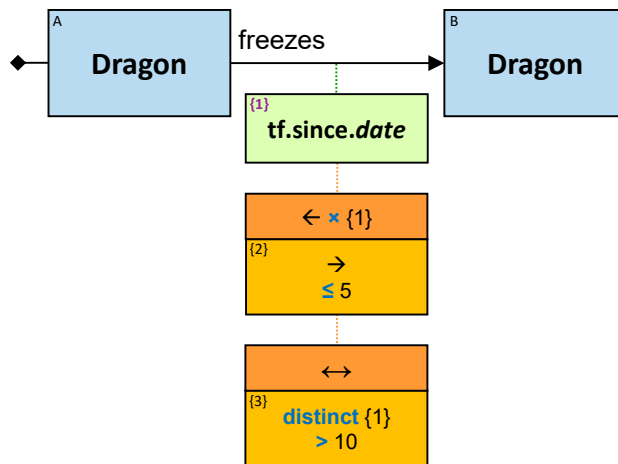 A
Dragon
freezes
B
Dragon
{1}
tf.since.date
← × {1}
{2}
→
≤ 5
↔
{3}
distinct {1}
> 10